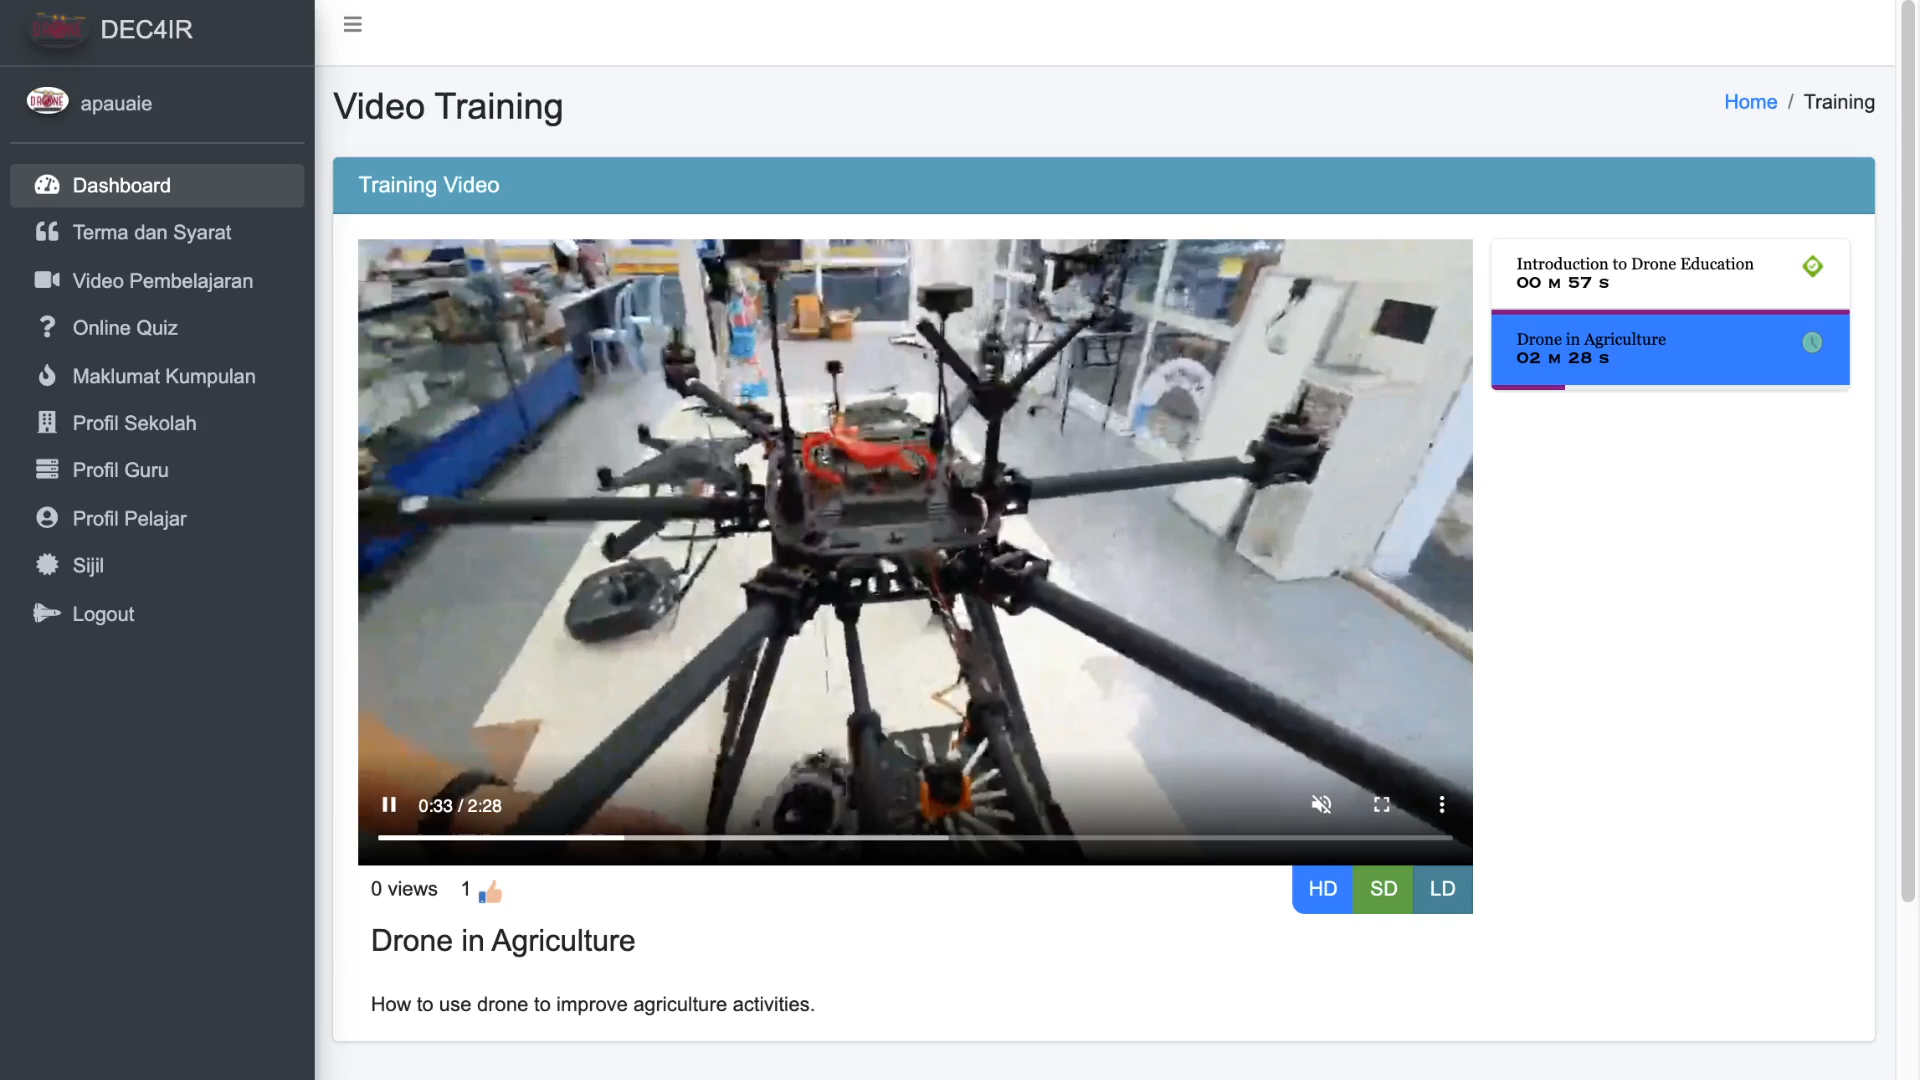 DRONE
DEC4IR
DRONE
apauaie
Dashboard
Terma dan Syarat
Video Pembelajaran
Online Quiz
Maklumat Kumpulan
Profil Sekolah
Profil Guru
Profil Pelajar
Sijil
Logout
Video Training
Home / Training
Training Video
0:33 / 2:28
Introduction to Drone Education
00 M 57 S
Drone in Agriculture
02 M 28 S
0 views 1
HD SD LD
Drone in Agriculture
How to use drone to improve agriculture activities.